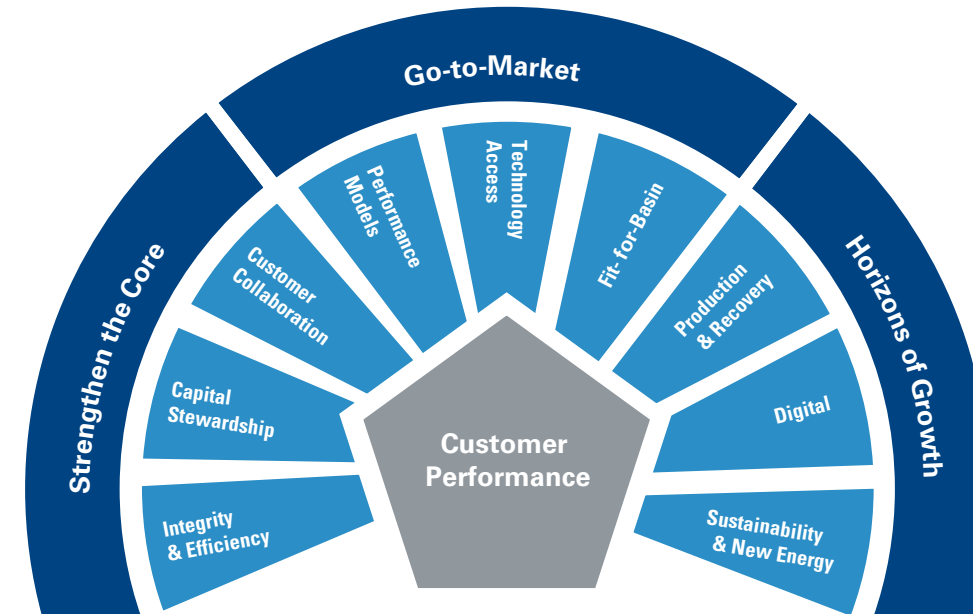 Go-to-Market
Strengthen the Core
Horizons of Growth
Integrity
& Efficiency
Capital
Stewardship
Customer
Collaboration
Performance
Models
Technology
Access
Fit- for-Basin
Production
& Recovery
Digital
Sustainability
& New Energy
Customer
Performance